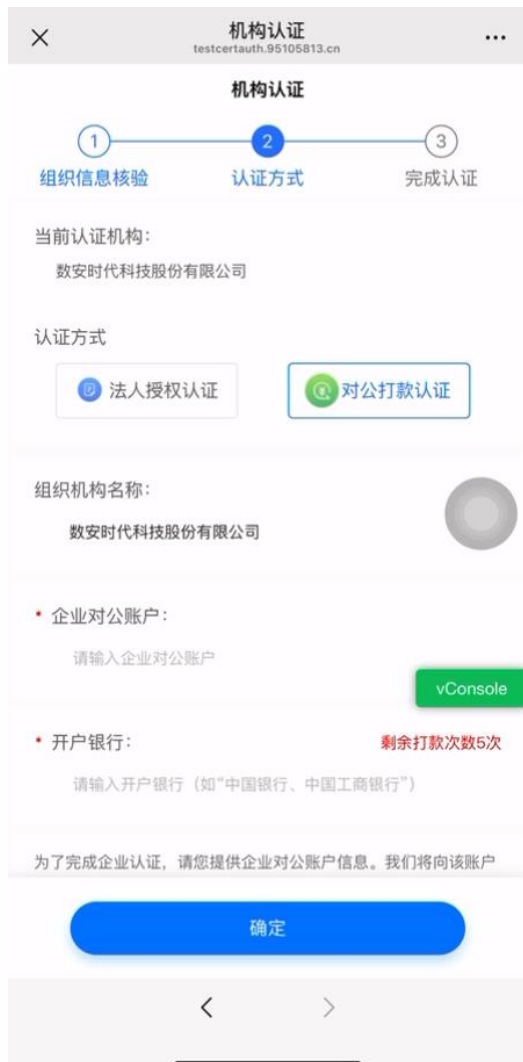 机构认证
testcertauth.95105813.cn
机构认证
1
2
3
组织信息核验
认证方式
完成认证
当前认证机构：
数安时代科技股份有限公司
认证方式
法人授权认证
对公打款认证
组织机构名称：
数安时代科技股份有限公司
* 企业对公账户：
请输入企业对公账户
vConsole
* 开户银行：
剩余打款次数5次
请输入开户银行（如“中国银行、中国工商银行”）
为了完成企业认证，请您提供企业对公账户信息。我们将向该账户
确定